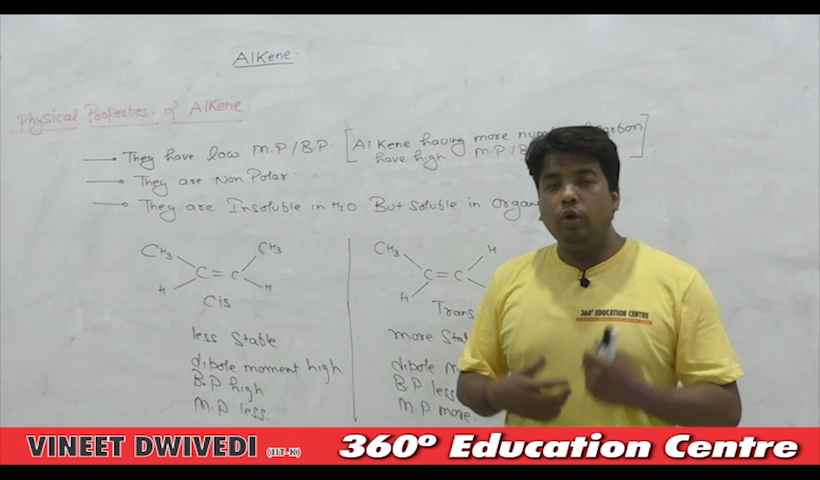 Alkene.
Physical Properties. of Alkene.
They have low M.P/B.P. [Alkene having more
have high M.P/B
They are Non Polar.
They are Insoluble in H2O But soluble in Organ
CH3 CH3
C = C
H H
Cis
less Stable
dipole moment high
B.P high
M.P less.
CH3 H
C = C
H
Trans
more Sta
dipole m
B.P less
M.P more.
360° EDUCATION CENTRE
VINEET DWIVEDI (IIT-K) 360º Education Centre